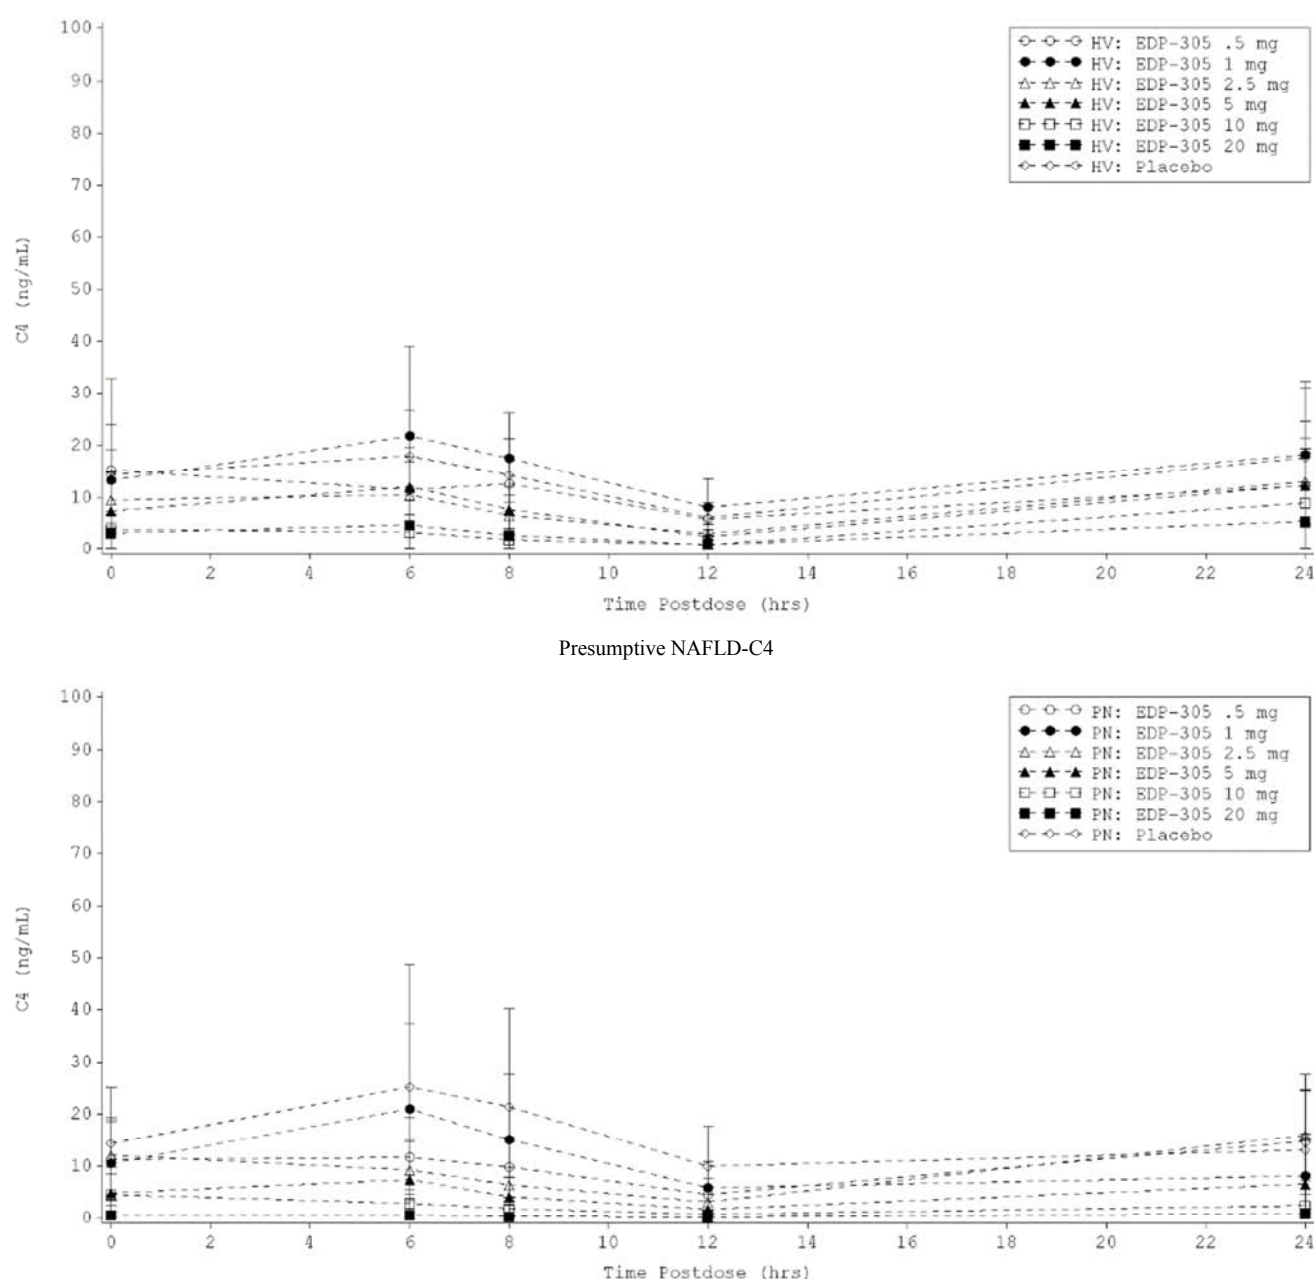 100
90
80
70
60
50
40
30
20
10
0
C4 (ng/mL)
HV: EDP-305 .5 mg
HV: EDP-305 1 mg
HV: EDP-305 2.5 mg
HV: EDP-305 5 mg
HV: EDP-305 10 mg
HV: EDP-305 20 mg
HV: Placebo
0 2 4 6 8 10 12 14 16 18 20 22 24
Time Postdose (hrs)
Presumptive NAFLD-C4
100
90
80
70
60
50
40
30
20
10
0
C4 (ng/mL)
PN: EDP-305 .5 mg
PN: EDP-305 1 mg
PN: EDP-305 2.5 mg
PN: EDP-305 5 mg
PN: EDP-305 10 mg
PN: EDP-305 20 mg
PN: Placebo
0 2 4 6 8 10 12 14 16 18 20 22 24
Time Postdose (hrs)